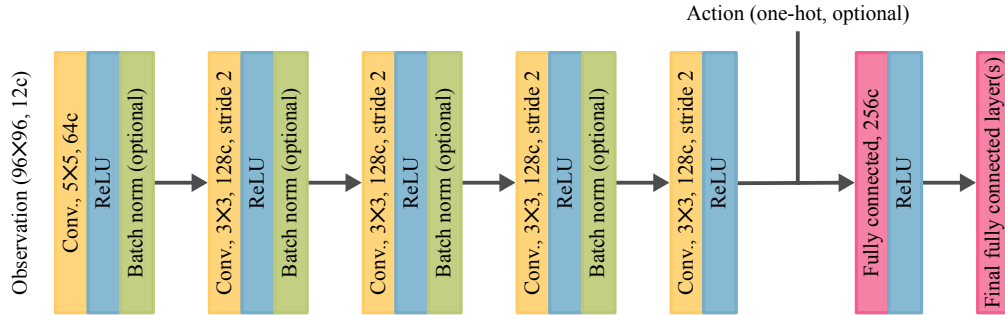 Action (one-hot, optional)
Observation (96×96, 12c)
Conv., 5×5, 64c
ReLU
Batch norm (optional)
Conv., 3×3, 128c, stride 2
ReLU
Batch norm (optional)
Conv., 3×3, 128c, stride 2
ReLU
Batch norm (optional)
Conv., 3×3, 128c, stride 2
ReLU
Batch norm (optional)
Conv., 3×3, 128c, stride 2
ReLU
Fully connected, 256c
ReLU
Final fully connected layer(s)